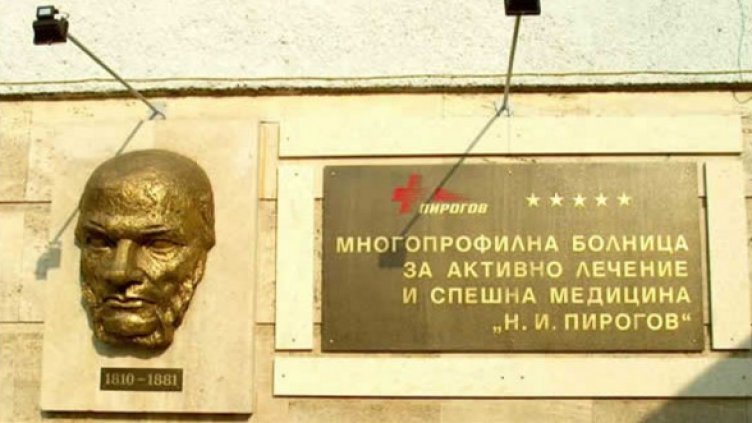 1810-1881
ПИРОГОВ
МНОГОПРОФИЛНА БОЛНИЦА
ЗА АКТИВНО ЛЕЧЕНИЕ
И СПЕШНА МЕДИЦИНА
„Н. И. ПИРОГОВ“